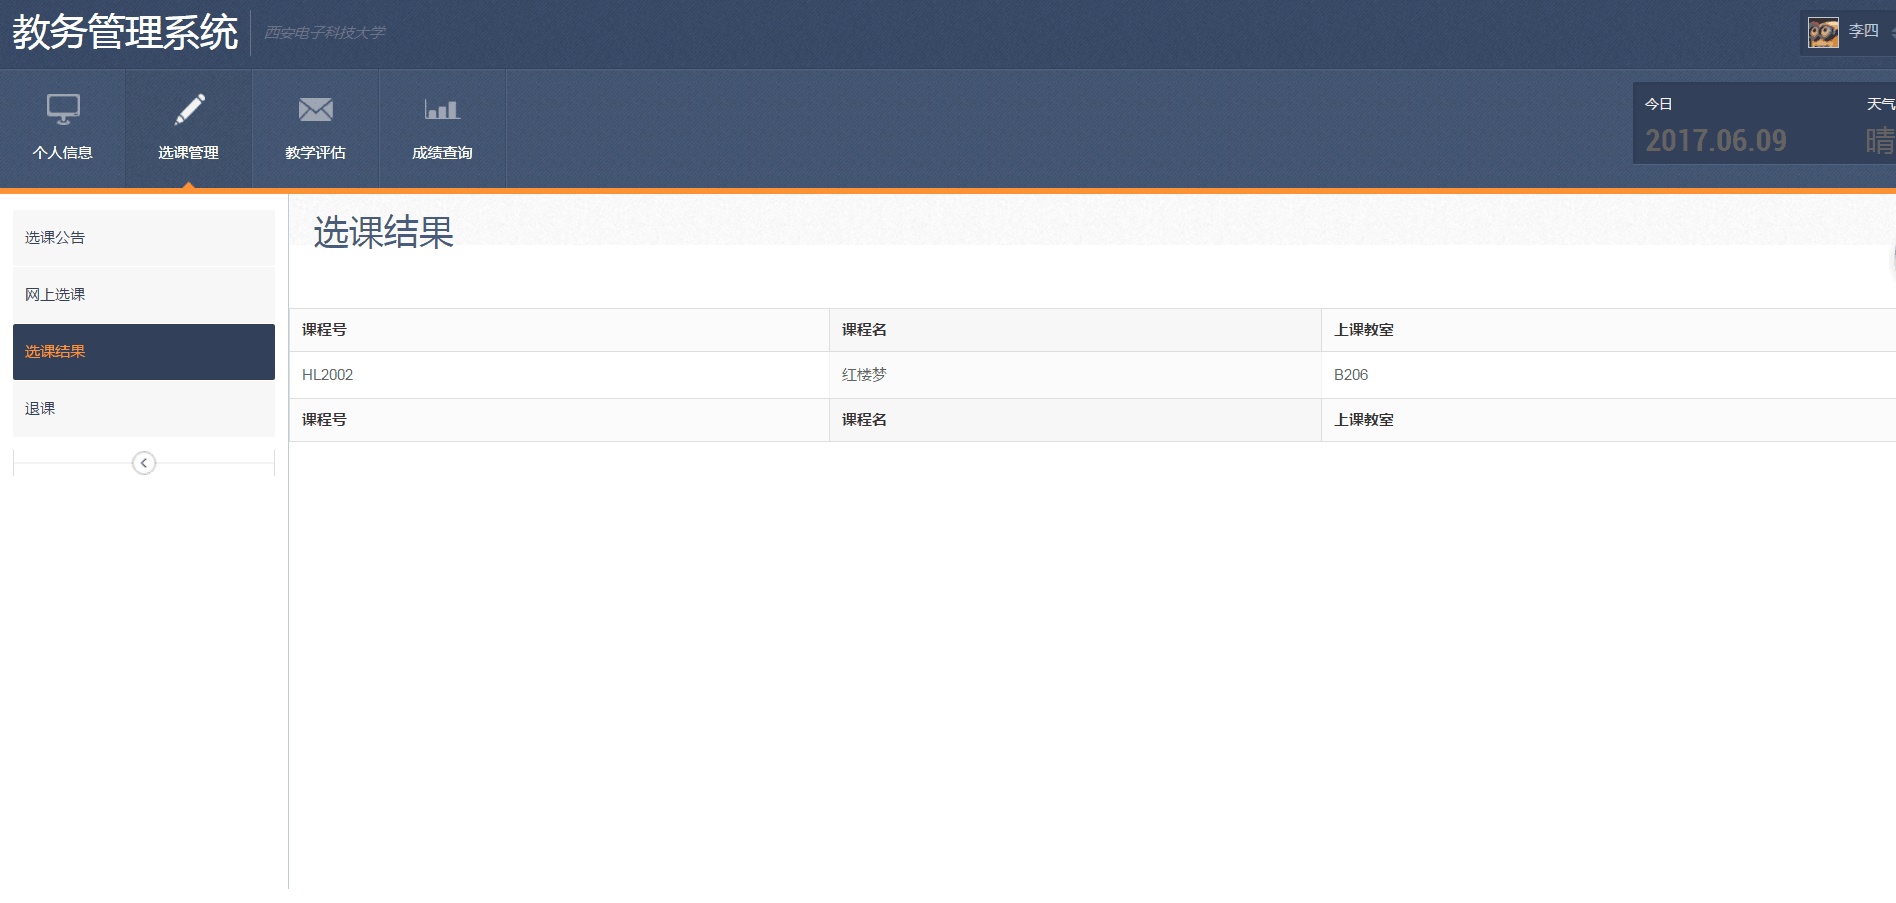 教务管理系统
西安电子科技大学
李四
个人信息
选课管理
教学评估
成绩查询
今日
天气
2017.06.09
晴
选课公告
网上选课
选课结果
退课
选课结果
课程号 课程名 上课教室
HL2002 红楼梦 B206
课程号 课程名 上课教室